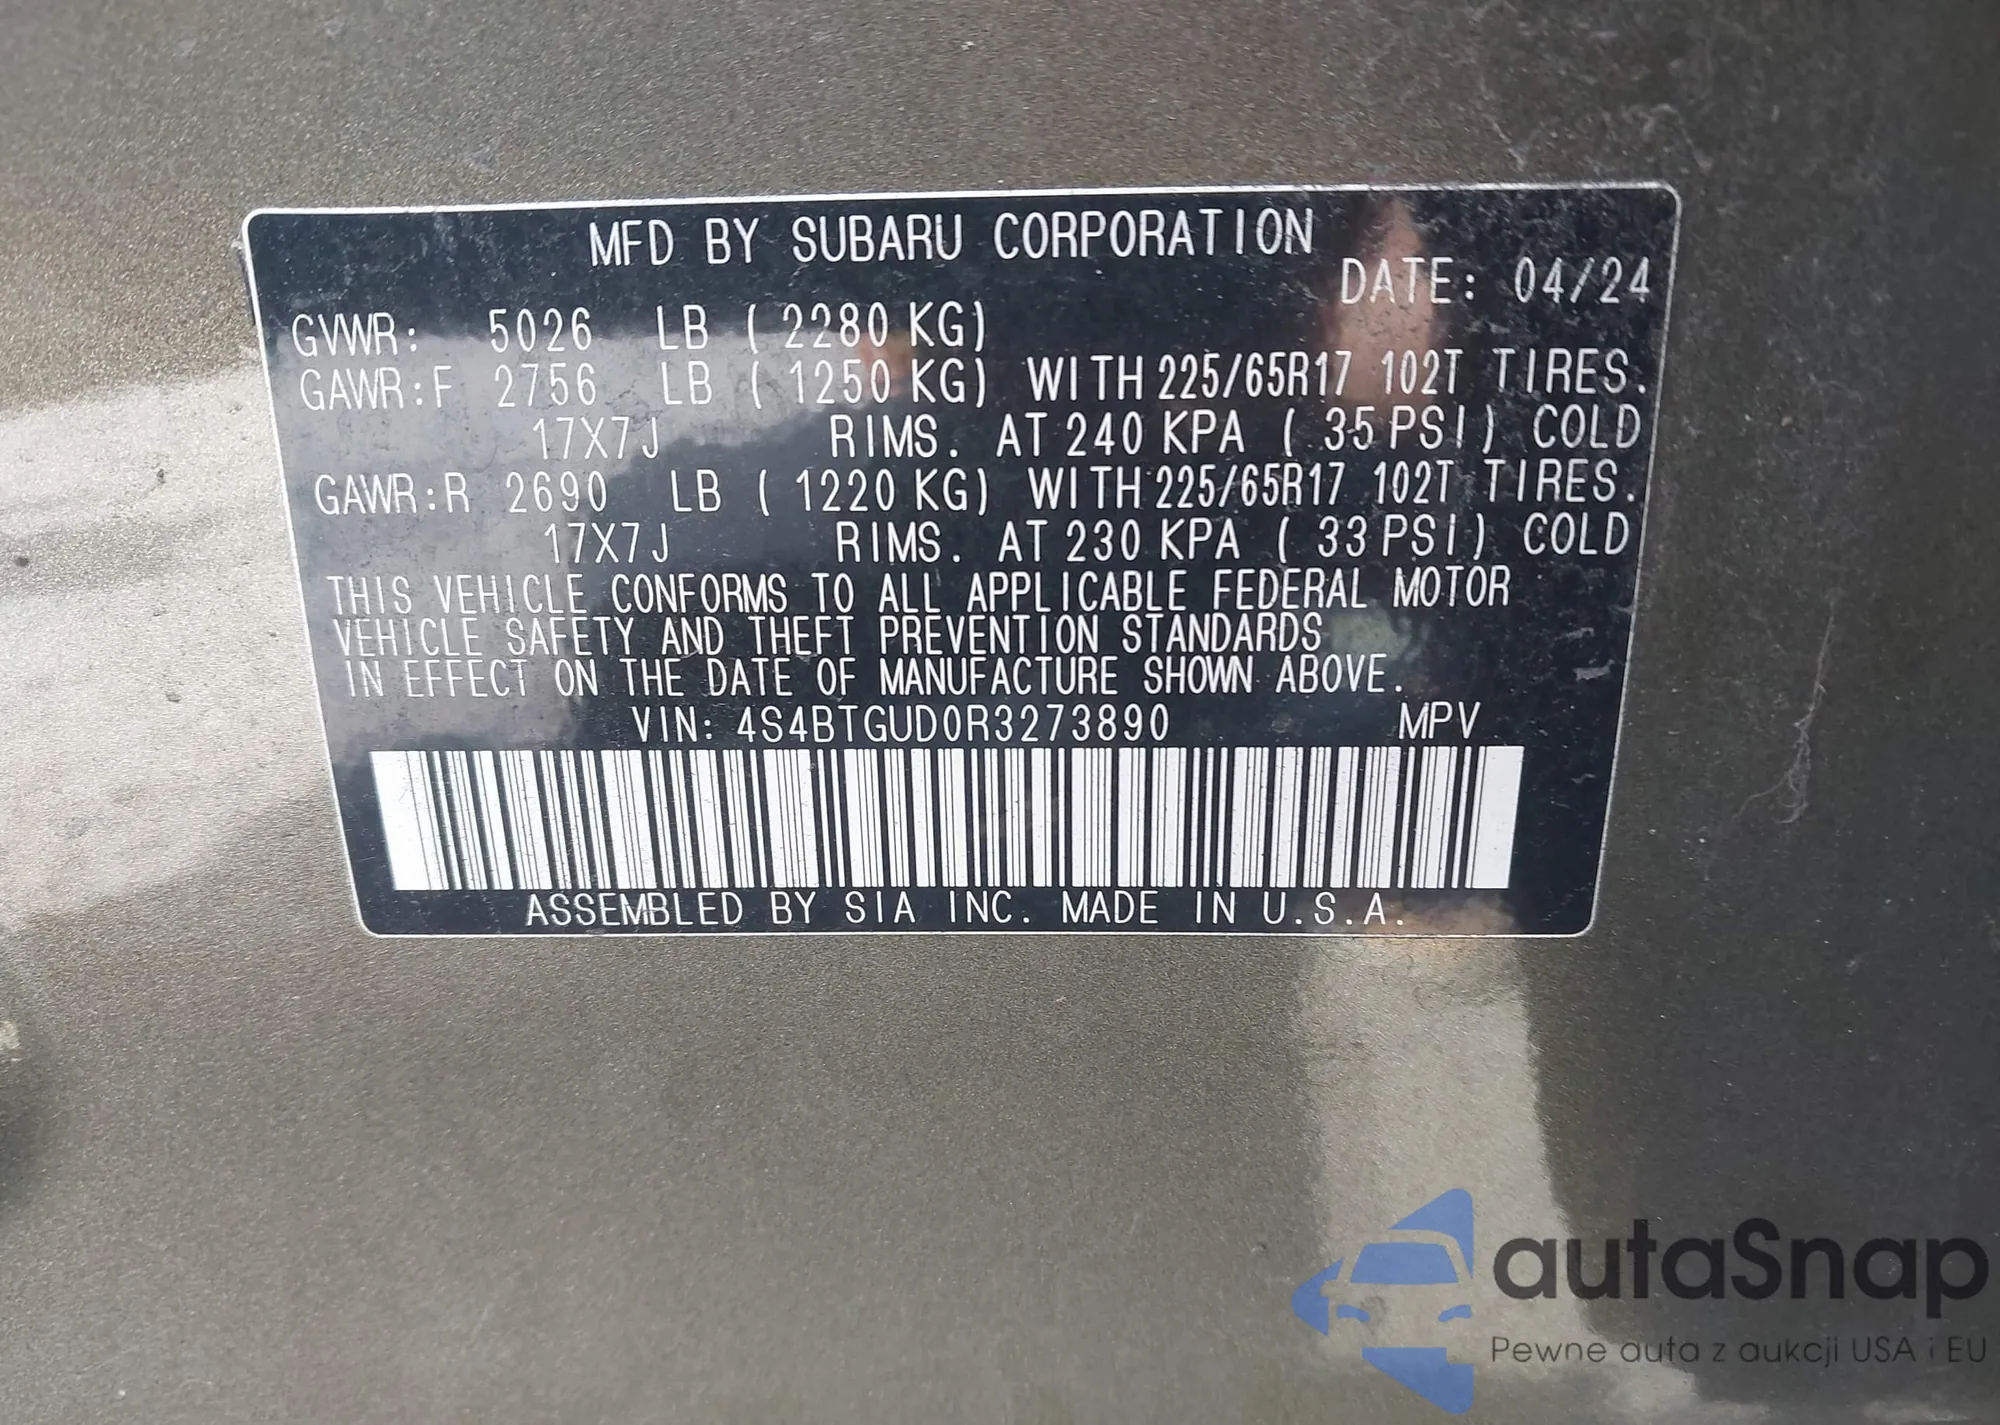 MFD BY SUBARU CORPORATION
DATE: 04/24
GVWR: 5026 LB ( 2280 KG)
GAWR:F 2756 LB ( 1250 KG) WITH 225/65R17 102T TIRES.
17X7J RIMS. AT 240 KPA ( 35 PSI) COLD
GAWR:R 2690 LB ( 1220 KG) WITH 225/65R17 102T TIRES.
17X7J RIMS. AT 230 KPA ( 33 PSI) COLD
THIS VEHICLE CONFORMS TO ALL APPLICABLE FEDERAL MOTOR
VEHICLE SAFETY AND THEFT PREVENTION STANDARDS
IN EFFECT ON THE DATE OF MANUFACTURE SHOWN ABOVE.
VIN: 4S4BTGUD0R3273890 MPV
ASSEMBLED BY SIA INC. MADE IN U.S.A.
autaSnap
Pewne auta z aukcji USA i EU